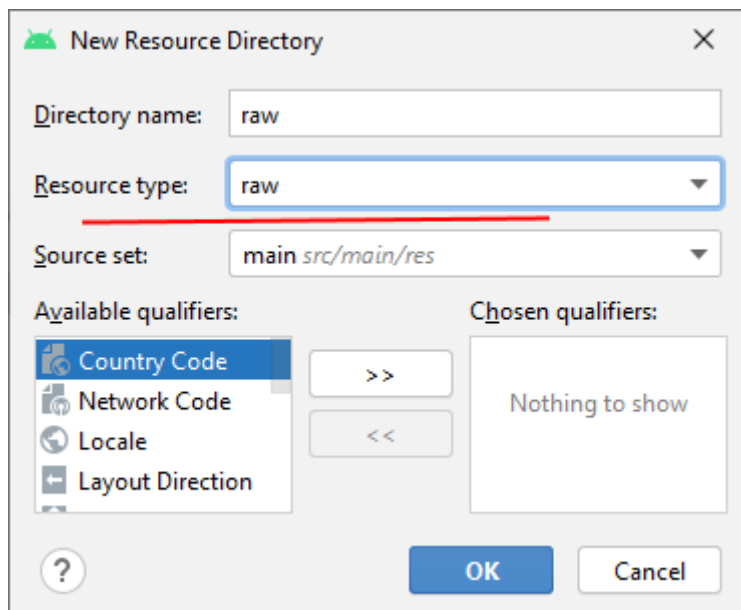 New Resource Directory
Directory name: raw
Resource type: raw
Source set: main src/main/res
Available qualifiers:
Chosen qualifiers:
Country Code
Network Code
Locale
Layout Direction
>>
<<
Nothing to show
?
OK
Cancel